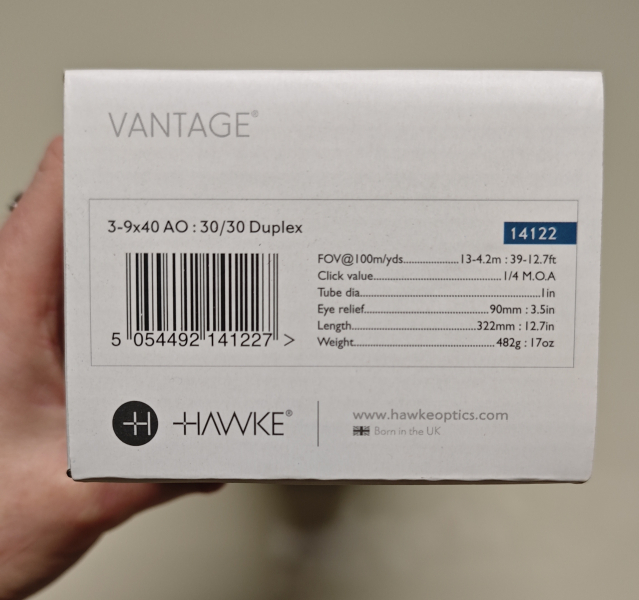 VANTAGE®
3-9x40 AO : 30/30 Duplex
14122
FOV@100m/yds..................13-4.2m : 39-12.7ft
Click value............................................1/4 M.O.A
Tube dia..........................................................1in
Eye relief..........................................90mm : 3.5in
Length........................................322mm : 12.7in
Weight.............................................482g : 17oz
5 054492 141227 >
H HAWKE®
www.hawkeoptics.com
Born in the UK